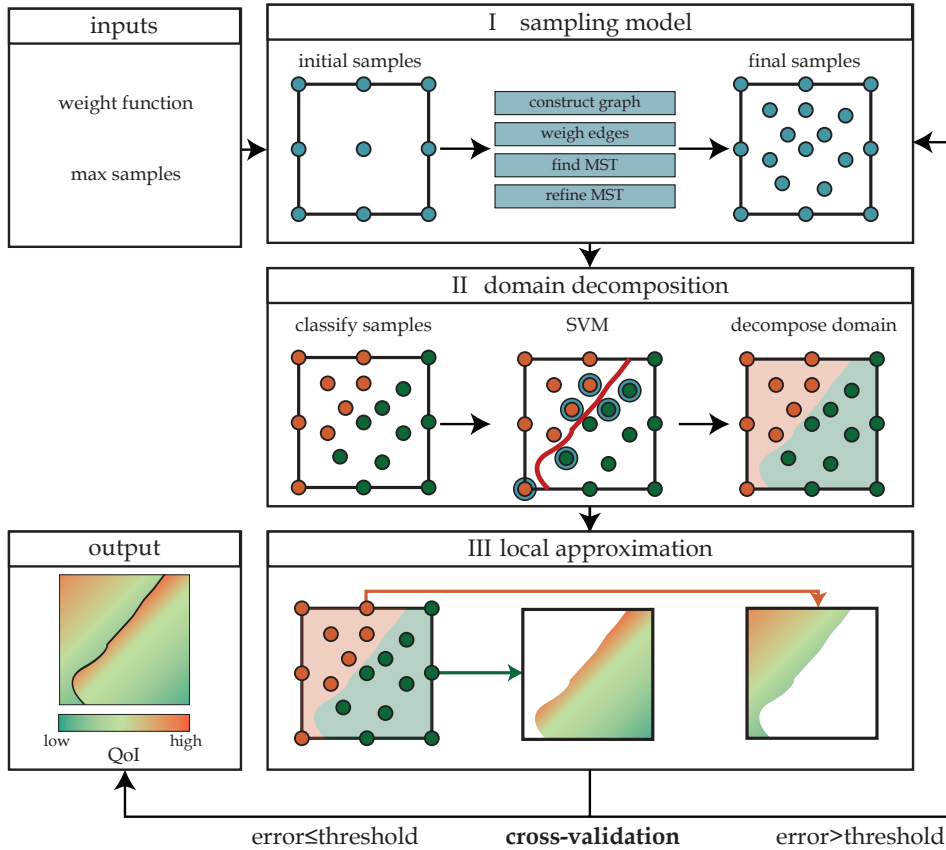 inputs
weight function
max samples
I sampling model
initial samples
construct graph
weigh edges
find MST
refine MST
final samples
II domain decomposition
classify samples
SVM
decompose domain
output
low
high
QoI
III local approximation
error≤threshold
cross-validation
error>threshold